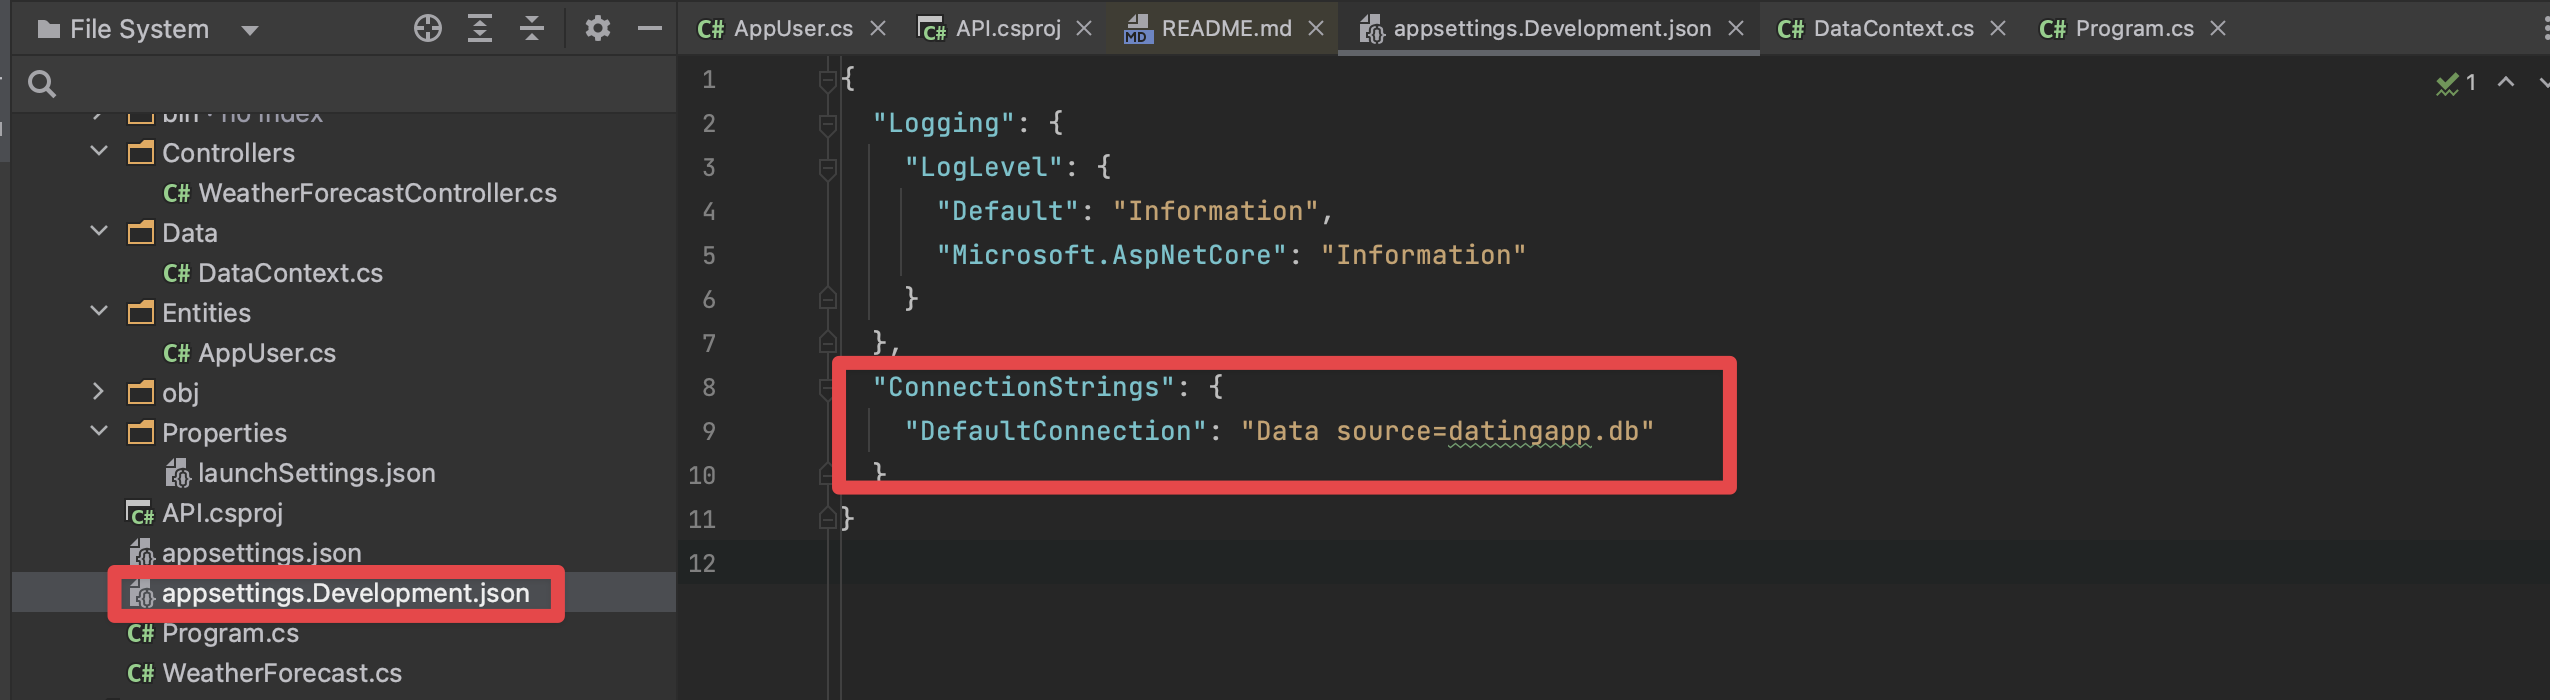 File System
AppUser.cs
API.csproj
README.md
appsettings.Development.json
DataContext.cs
Program.cs
bin · no index
Controllers
C# WeatherForecastController.cs
Data
C# DataContext.cs
Entities
C# AppUser.cs
obj
Properties
launchSettings.json
API.csproj
appsettings.json
appsettings.Development.json
C# Program.cs
C# WeatherForecast.cs
1 {
2 "Logging": {
3 "LogLevel": {
4 "Default": "Information",
5 "Microsoft.AspNetCore": "Information"
6 }
7 },
8 "ConnectionStrings": {
9 "DefaultConnection": "Data source=datingapp.db"
10 }
11 }
12
1